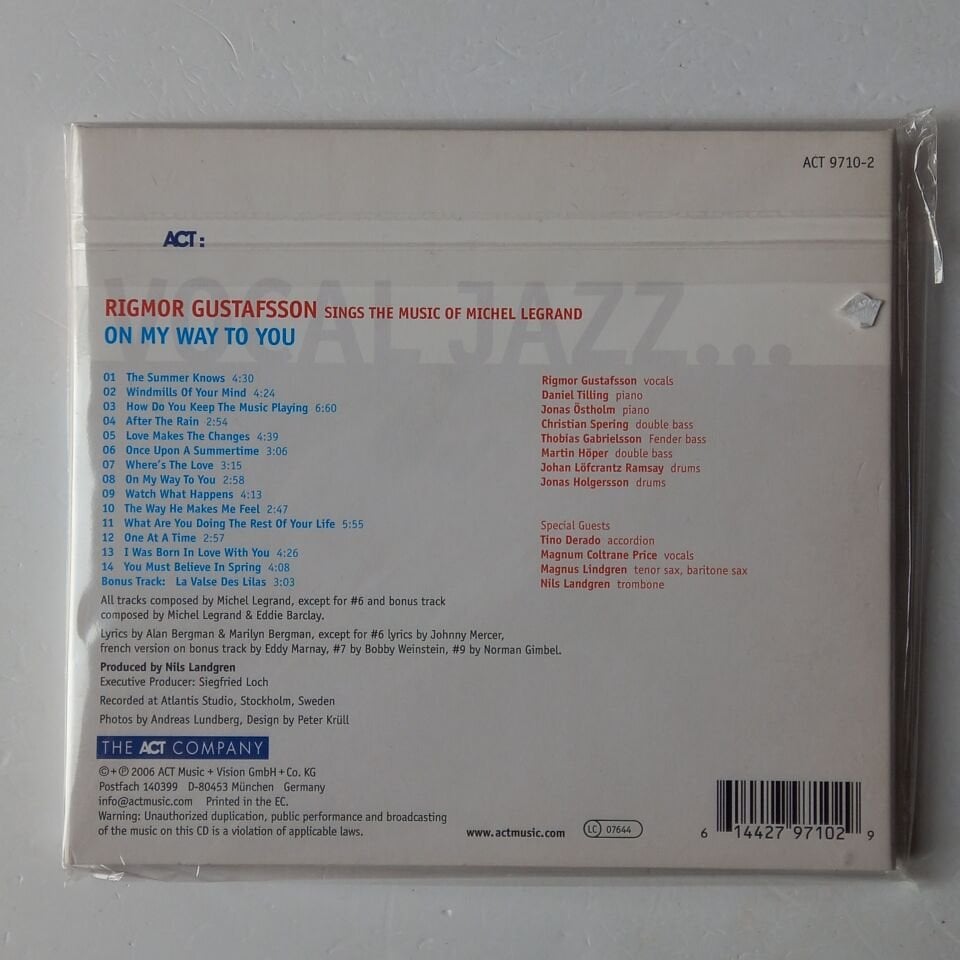 ACT 9710-2
ACT:
VOCAL JAZZ...
RIGMOR GUSTAFSSON SINGS THE MUSIC OF MICHEL LEGRAND
ON MY WAY TO YOU
01 The Summer Knows 4:30
02 Windmills Of Your Mind 4:24
03 How Do You Keep The Music Playing 6:60
04 After The Rain 2:54
05 Love Makes The Changes 4:39
06 Once Upon A Summertime 3:06
07 Where's The Love 3:15
08 On My Way To You 2:58
09 Watch What Happens 4:13
10 The Way He Makes Me Feel 2:47
11 What Are You Doing The Rest Of Your Life 5:55
12 One At A Time 2:57
13 I Was Born In Love With You 4:26
14 You Must Believe In Spring 4:08
Bonus Track: La Valse Des Lilas 3:03
Rigmor Gustafsson vocals
Daniel Tilling piano
Jonas Östholm piano
Christian Spering double bass
Thobias Gabrielsson Fender bass
Martin Höper double bass
Johan Löfcrantz Ramsay drums
Jonas Holgersson drums
Special Guests
Tino Derado accordion
Magnum Coltrane Price vocals
Magnus Lindgren tenor sax, baritone sax
Nils Landgren trombone
All tracks composed by Michel Legrand, except for #6 and bonus track
composed by Michel Legrand & Eddie Barclay.
Lyrics by Alan Bergman & Marilyn Bergman, except for #6 lyrics by Johnny Mercer,
french version on bonus track by Eddy Marnay, #7 by Bobby Weinstein, #9 by Norman Gimbel.
Produced by Nils Landgren
Executive Producer: Siegfried Loch
Recorded at Atlantis Studio, Stockholm, Sweden
Photos by Andreas Lundberg, Design by Peter Krüll
THE ACT COMPANY
©+℗ 2006 ACT Music + Vision GmbH + Co. KG
Postfach 140399 D-80453 München Germany
info@actmusic.com Printed in the EC.
Warning: Unauthorized duplication, public performance and broadcasting
of the music on this CD is a violation of applicable laws.
www.actmusic.com
LC 07644
6 14427 97102 9